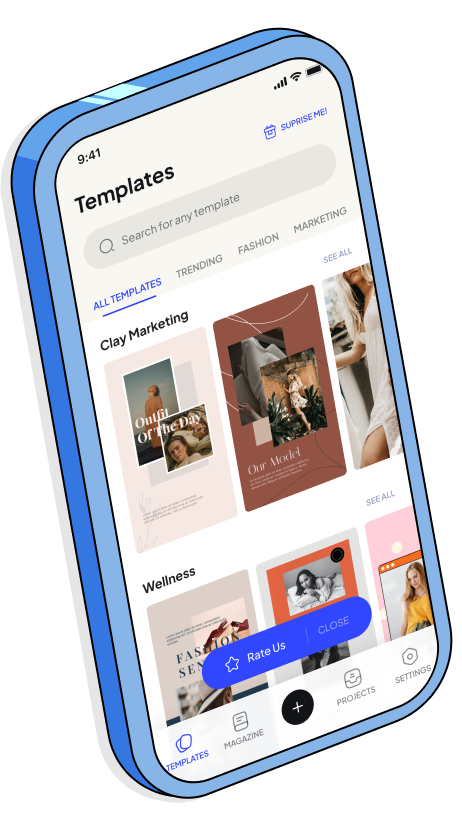 9:41
SUPRISE ME!
Templates
Search for any template
ALL TEMPLATES
TRENDING
FASHION
MARKETING
SEE ALL
Clay Marketing
Outfit
Of The Day
Our Model
SEE ALL
Wellness
FASHION
Rate Us
CLOSE
TEMPLATES
MAGAZINE
PROJECTS
SETTINGS